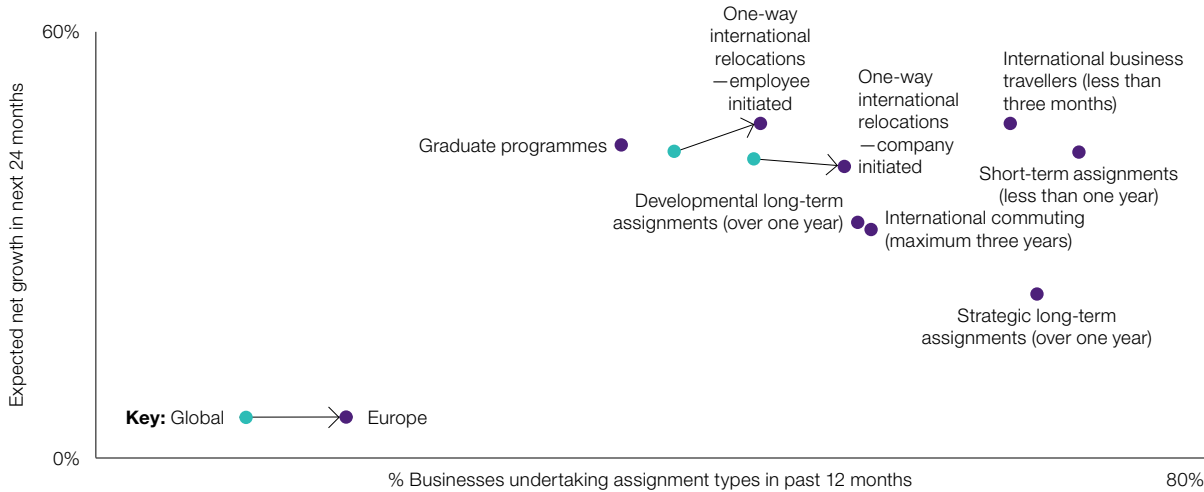 60%
Expected net growth in next 24 months
0%
One-way
international
relocations
—employee
initiated
One-way
international
relocations
—company
initiated
International business
travellers (less than
three months)
Graduate programmes
Short-term assignments
(less than one year)
Developmental long-term
assignments (over one year)
International commuting
(maximum three years)
Strategic long-term
assignments (over one year)
Key: Global
Europe
% Businesses undertaking assignment types in past 12 months
80%